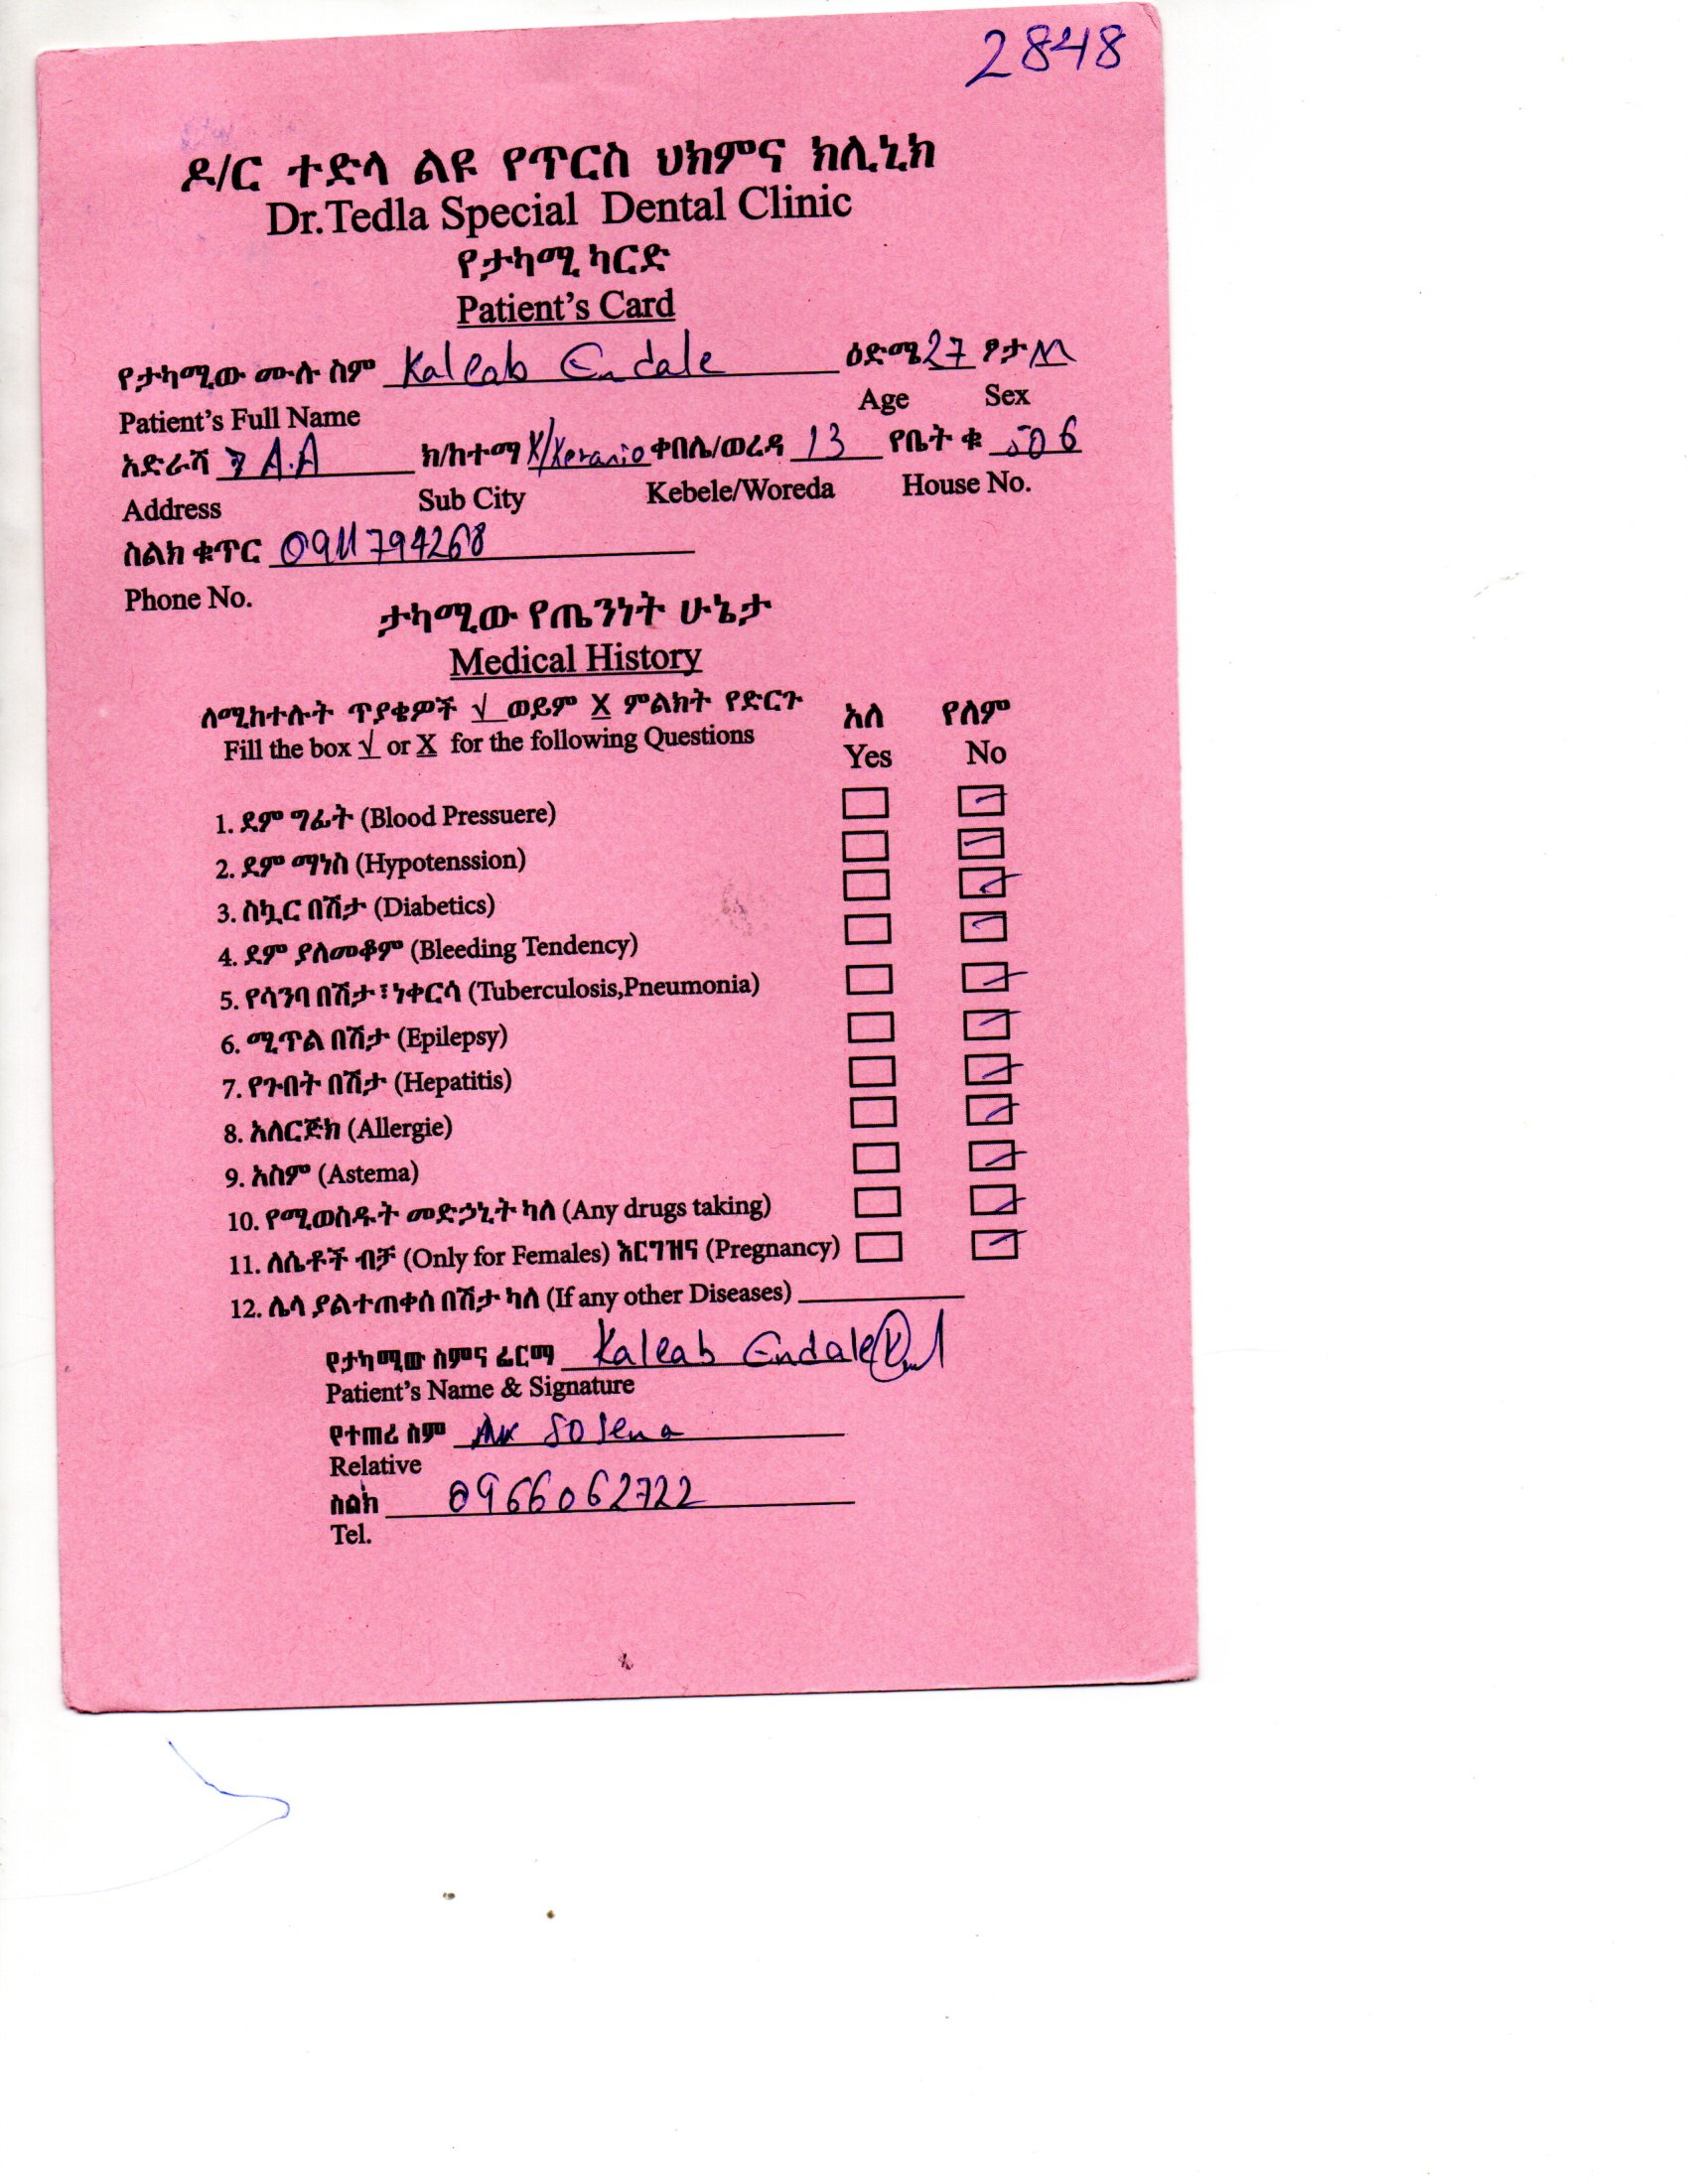 2848
ዶ/ር ተድላ ልዩ የጥርስ ህክምና ክሊኒክ
Dr.Tedla Special Dental Clinic
የታካሚ ካርድ
Patient's Card
የታካሚው ሙሉ ስም Kaleab Endale ዕድሜ 27 ፆታ M
Patient's Full Name Age Sex
አድራሻ A.A ክ/ከተማ K/Keranio ቀበሌ/ወረዳ 13 የቤት ቁ 506
Address Sub City Kebele/Woreda House No.
ስልክ ቁጥር 0911794268
Phone No.
ታካሚው የጤንነት ሁኔታ
Medical History
ለሚከተሉት ጥያቄዎች √ ወይም X ምልክት የድርጉ አለ የለም
Fill the box √ or X for the following Questions Yes No
1. ደም ግፊት (Blood Pressuere)
2. ደም ማነስ (Hypotenssion)
3. ስኳር በሽታ (Diabetics)
4. ደም ያለመቆም (Bleeding Tendency)
5. የሳንባ በሽታ፣ነቀርሳ (Tuberculosis,Pneumonia)
6. ሚጥል በሽታ (Epilepsy)
7. የጉበት በሽታ (Hepatitis)
8. አለርጅክ (Allergie)
9. አስም (Astema)
10. የሚወስዱት መድኃኒት ካለ (Any drugs taking)
11. ለሴቶች ብቻ (Only for Females) እርግዝና (Pregnancy)
12. ሌላ ያልተጠቀሰ በሽታ ካለ (If any other Diseases)
የታካሚው ስምና ፊርማ Kaleab Endale
Patient's Name & Signature
የተጠሪ ስም Solena
Relative
ስልክ 0966062722
Tel.